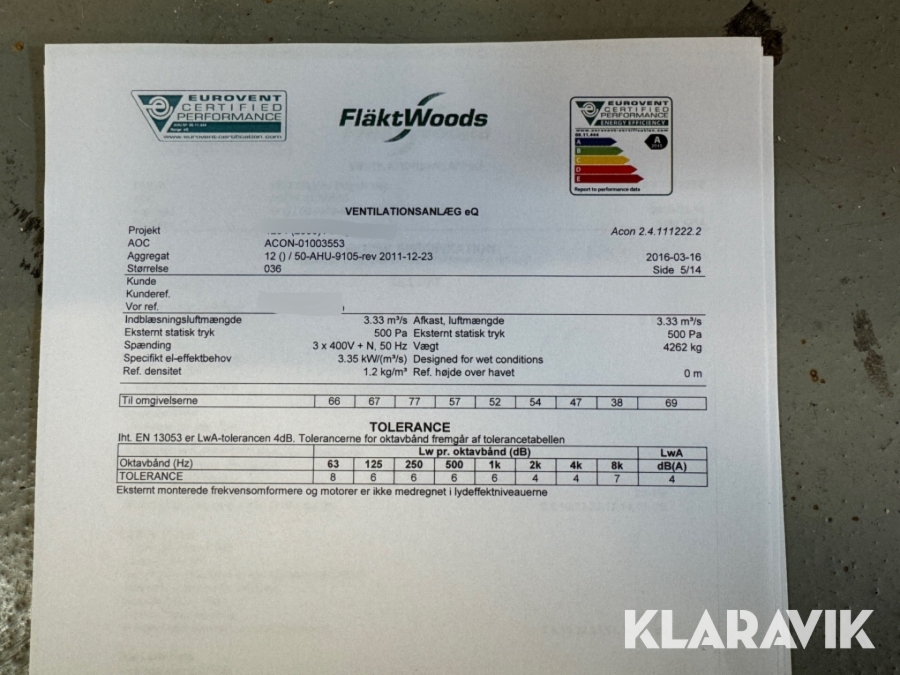 EUROVENT
CERTIFIED
PERFORMANCE
www.eurovent-certification.com
FläktWoods
EUROVENT
CERTIFIED
PERFORMANCE
ENERGY EFFICIENCY
www.eurovent-certification.com
A
B
C
D
E
A
Report to performance data
VENTILATIONSANLÆG eQ
Projekt Acon 2.4.111222.2
AOC ACON-01003553
Aggregat 12 () / 50-AHU-9105-rev 2011-12-23 2016-03-16
Størrelse 036 Side 5/14
Kunde
Kunderef.
Vor ref.
Indblæsningsluftmængde 3.33 m³/s Afkast, luftmængde 3.33 m³/s
Eksternt statisk tryk 500 Pa Eksternt statisk tryk 500 Pa
Spænding 3 x 400V + N, 50 Hz Vægt 4262 kg
Specifikt el-effektbehov 3.35 kW/(m³/s) Designed for wet conditions
Ref. densitet 1.2 kg/m³ Ref. højde over havet 0 m
Til omgivelserne 66 67 77 57 52 54 47 38 69
TOLERANCE
Iht. EN 13053 er LwA-tolerancen 4dB. Tolerancerne for oktavbånd fremgår af tolerancetabellen
Lw pr. oktavbånd (dB) LwA
Oktavbånd (Hz) 63 125 250 500 1k 2k 4k 8k dB(A)
TOLERANCE 8 6 6 6 6 4 4 7 4
Eksternt monterede frekvensomformere og motorer er ikke medregnet i lydeffektniveauerne
KLARAVIK